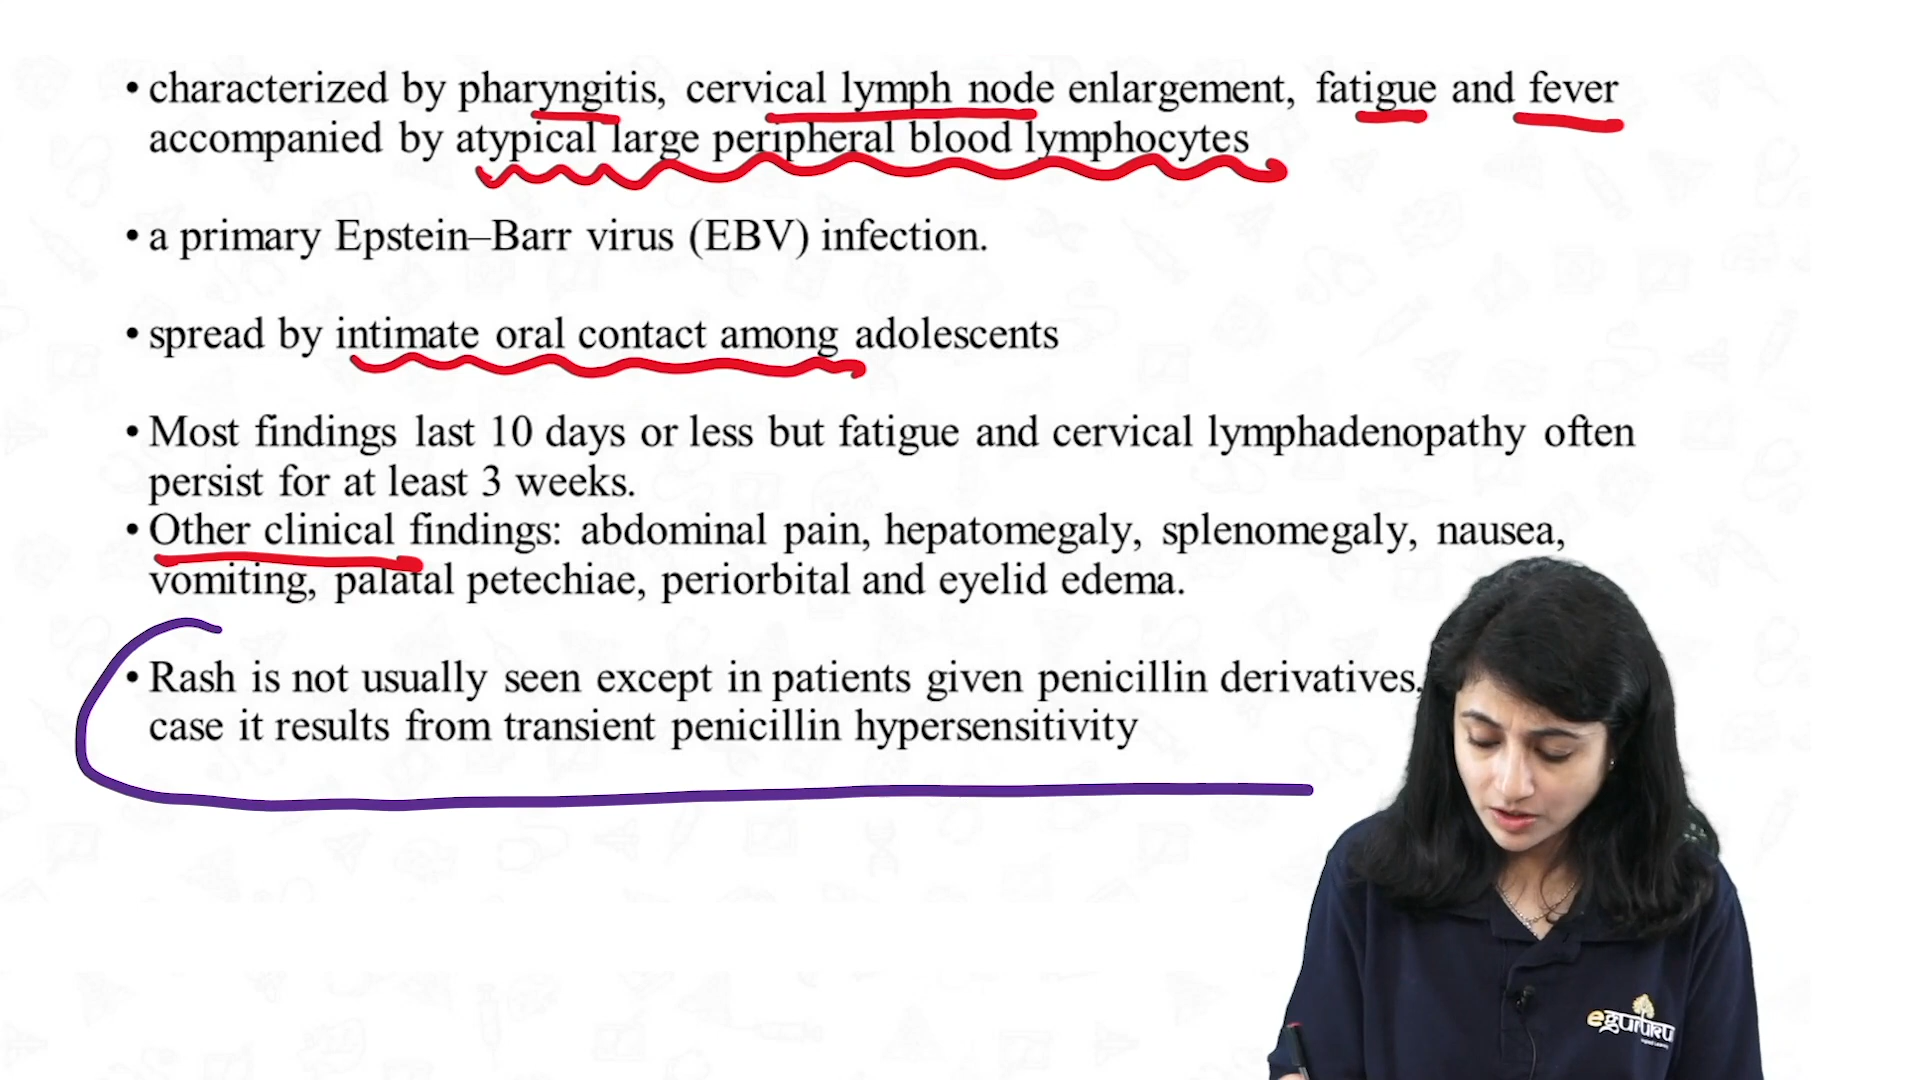 • characterized by pharyngitis, cervical lymph node enlargement, fatigue and fever
accompanied by atypical large peripheral blood lymphocytes
• a primary Epstein–Barr virus (EBV) infection.
• spread by intimate oral contact among adolescents
• Most findings last 10 days or less but fatigue and cervical lymphadenopathy often
persist for at least 3 weeks.
• Other clinical findings: abdominal pain, hepatomegaly, splenomegaly, nausea,
vomiting, palatal petechiae, periorbital and eyelid edema.
• Rash is not usually seen except in patients given penicillin derivatives,
case it results from transient penicillin hypersensitivity
eguruku